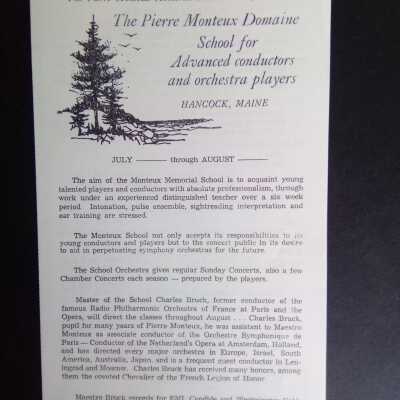 The Pierre Monteux Domaine
School for
Advanced conductors
and orchestra players
HANCOCK, MAINE
JULY ——— through AUGUST ———
The aim of the Monteux Memorial School is to acquaint young
talented players and conductors with absolute professionalism, through
work under an experienced distinguished teacher over a six week
period. Intonation, pulse ensemble, sightreading interpretation and
ear training are stressed.
The Monteux School not only accepts its responsibilities to its
young conductors and players but to the concert public in its desire
to aid in perpetuating symphony orchestras for the future.
The School Orchestra gives regular Sunday Concerts, also a few
Chamber Concerts each season — prepared by the players.
Master of the School Charles Bruck, former conductor of the
famous Radio Philharmonic Orchestre of France at Paris and the
Opera, will direct the classes throughout August . . . Charles Bruck,
pupil for many years of Pierre Monteux, he was assistant to Maestro
Monteux as associate conductor of the Orchestre Symphonique de
Paris — Conductor of the Netherland's Opera at Amsterdam, Holland,
and has directed every major orchestra in Europe, Israel, South
America, Australia, Japan, and is a frequent guest conductor in Len-
ingrad and Moscow. Charles Bruck has received many honors, among
them the coveted Chevalier of the French Legion of Honor.
Maestro Bruck records for EMI, Candide and